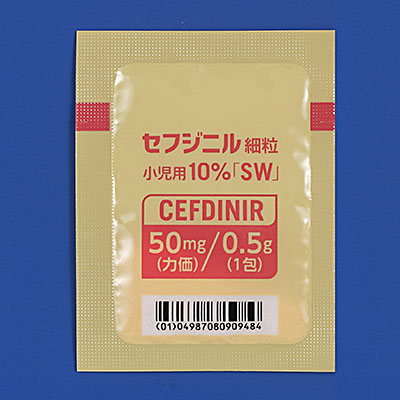 セフジニル 細粒
小児用10%「SW」
CEFDINIR
50mg/0.5g
(力価) (1包)
(01)04987080909484